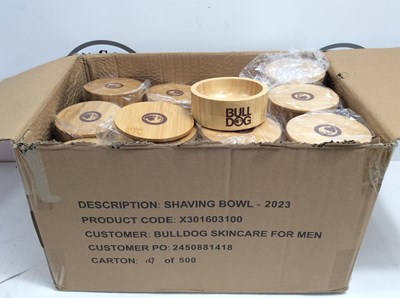 BULL
DOG
DESCRIPTION: SHAVING BOWL - 2023
PRODUCT CODE: X301603100
CUSTOMER: BULLDOG SKINCARE FOR MEN
CUSTOMER PO: 2450881418
CARTON: of 500